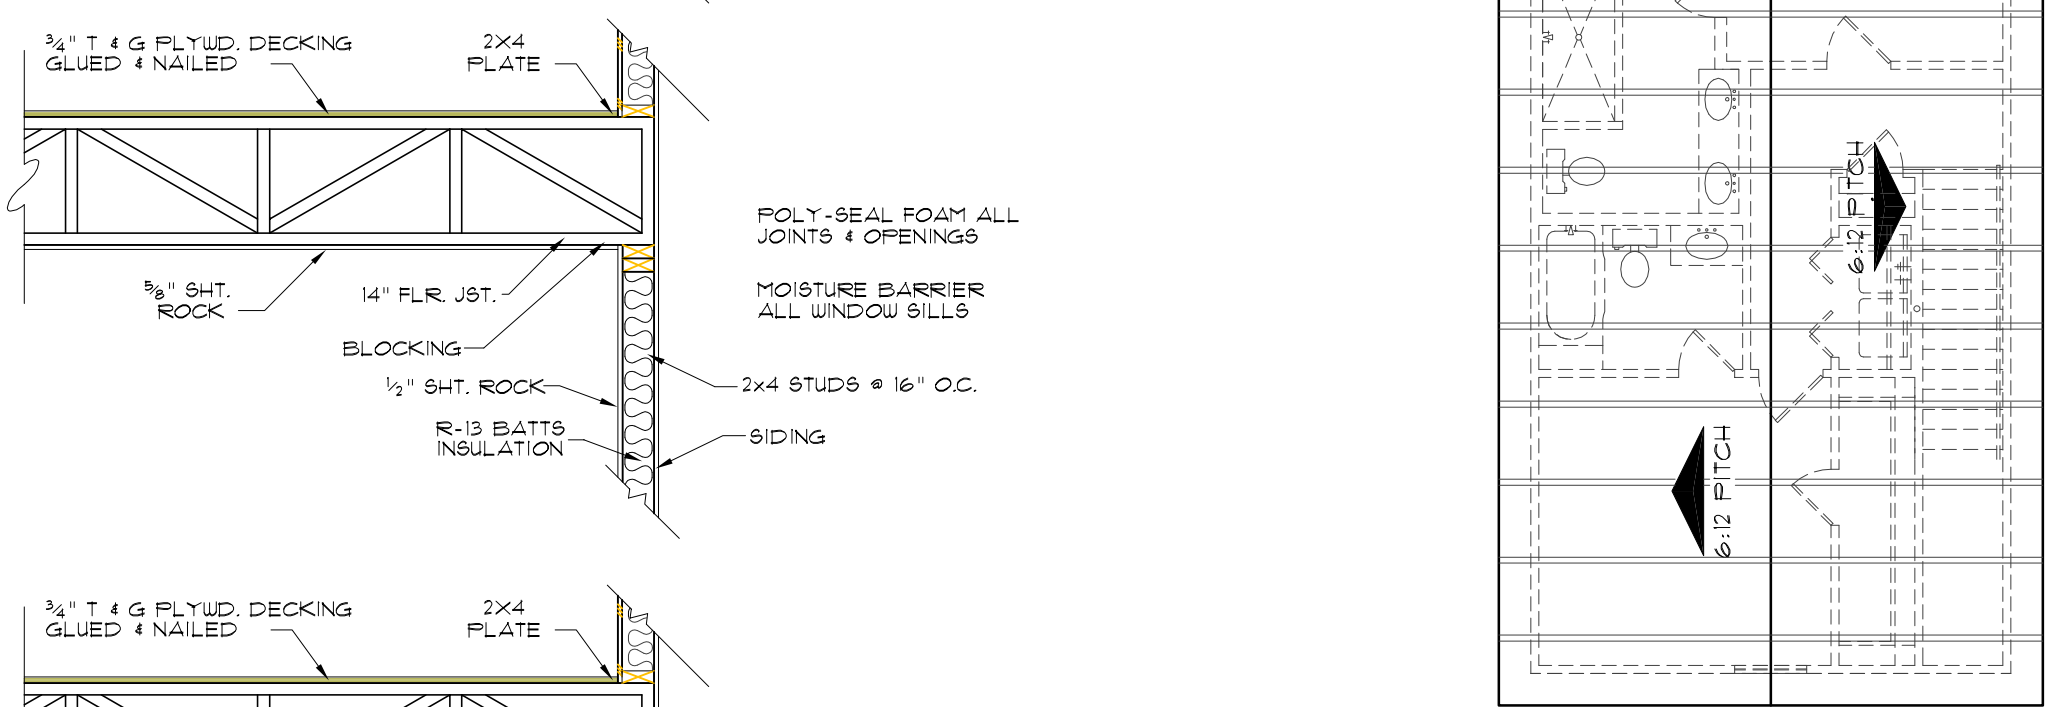 ¾" T & G PLYWD. DECKING
GLUED & NAILED
2X4
PLATE
POLY-SEAL FOAM ALL
JOINTS & OPENINGS
⅝" SHT.
ROCK
14" FLR. JST.
MOISTURE BARRIER
ALL WINDOW SILLS
BLOCKING
½" SHT. ROCK
2x4 STUDS @ 16" O.C.
R-13 BATTS
INSULATION
SIDING
¾" T & G PLYWD. DECKING
GLUED & NAILED
2X4
PLATE
6:12 PITCH
6:12 PITCH